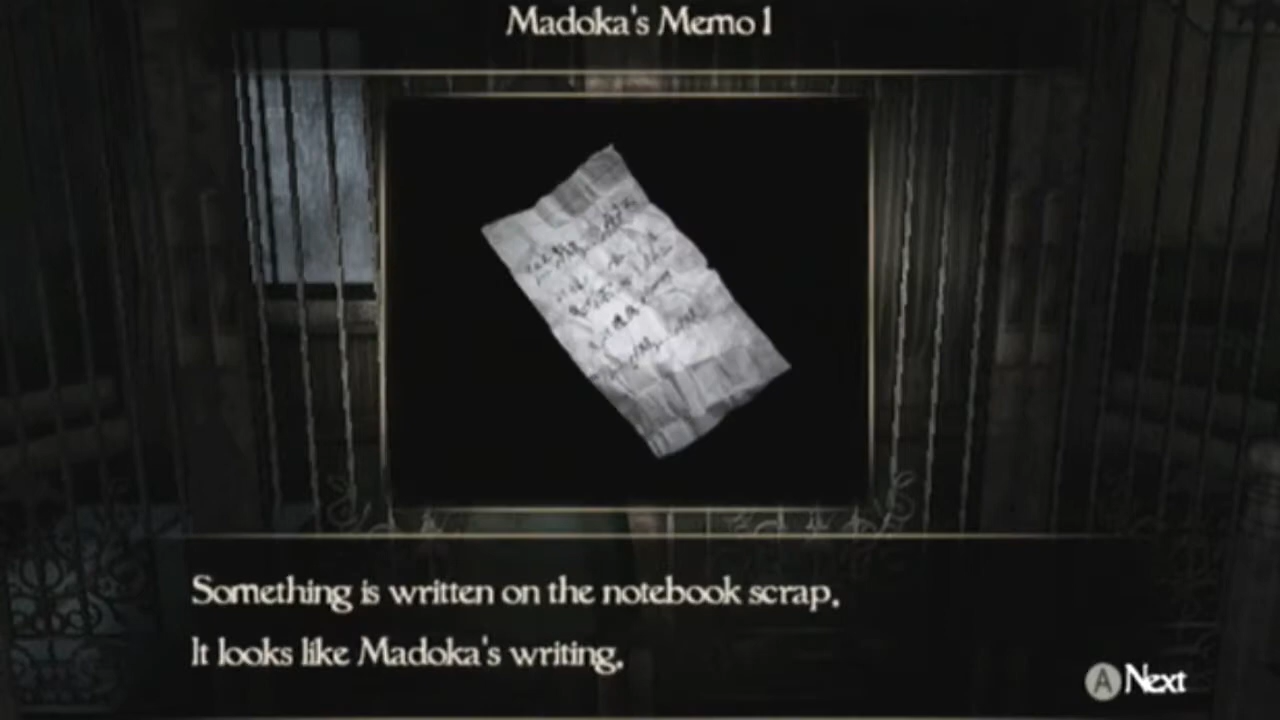 Madoka's Memo 1
Something is written on the notebook scrap.
It looks like Madoka's writing.
A Next